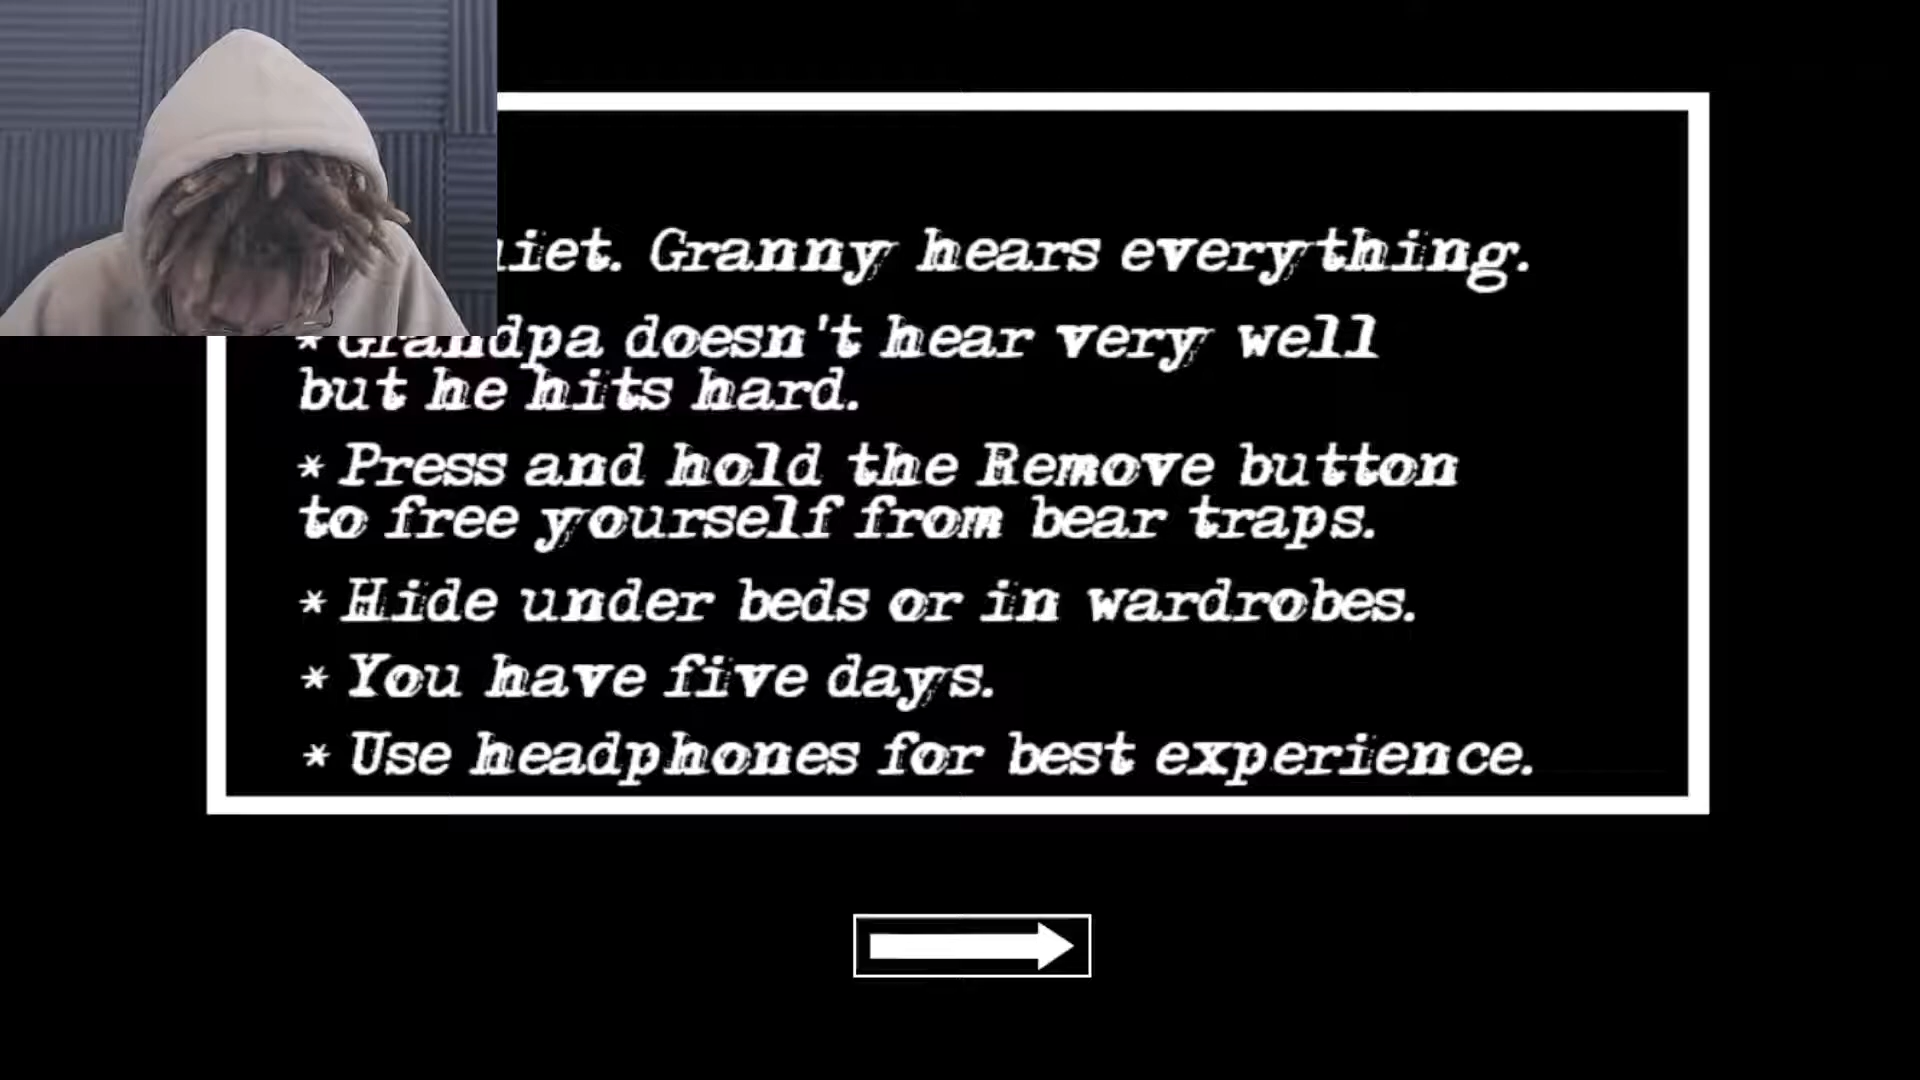 Granny hears everything.
* Grandpa doesn't hear very well
but he hits hard.
* Press and hold the Remove button
to free yourself from bear traps.
* Hide under beds or in wardrobes.
* You have five days.
* Use headphones for best experience.